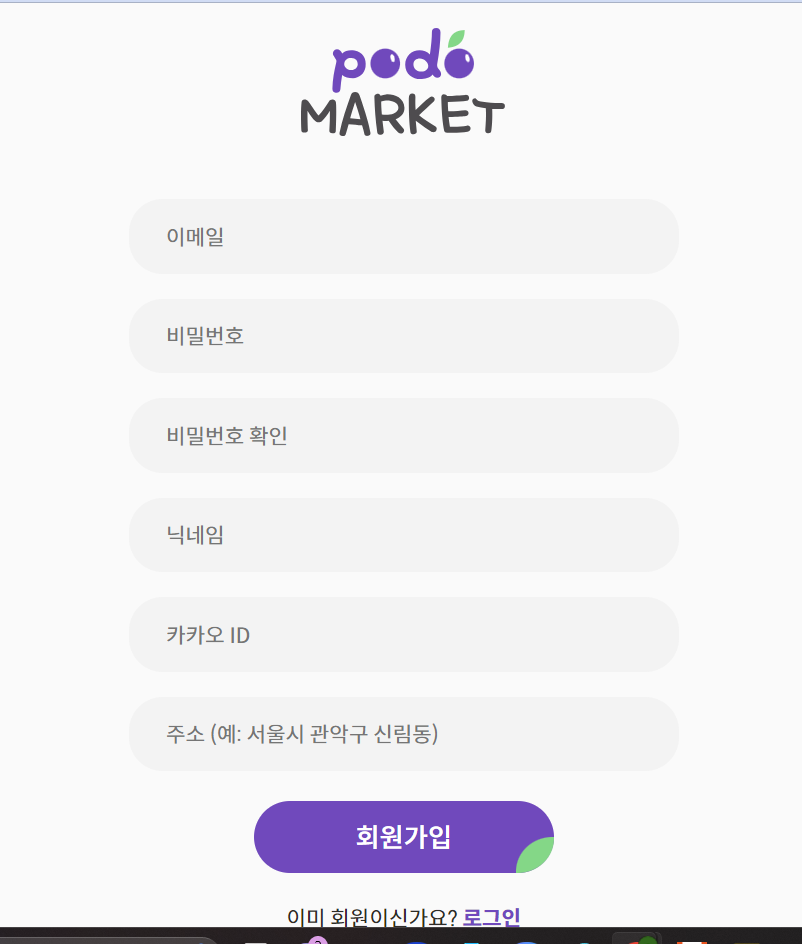 podo
MARKET
이메일
비밀번호
비밀번호 확인
닉네임
카카오 ID
주소 (예: 서울시 관악구 신림동)
회원가입
이미 회원이신가요? 로그인